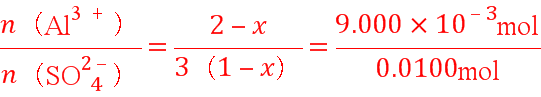 n（Al³⁺）/n（SO₄²⁻） = 2 − x/3（1 − x） = 9.000 × 10⁻³mol/0.0100mol